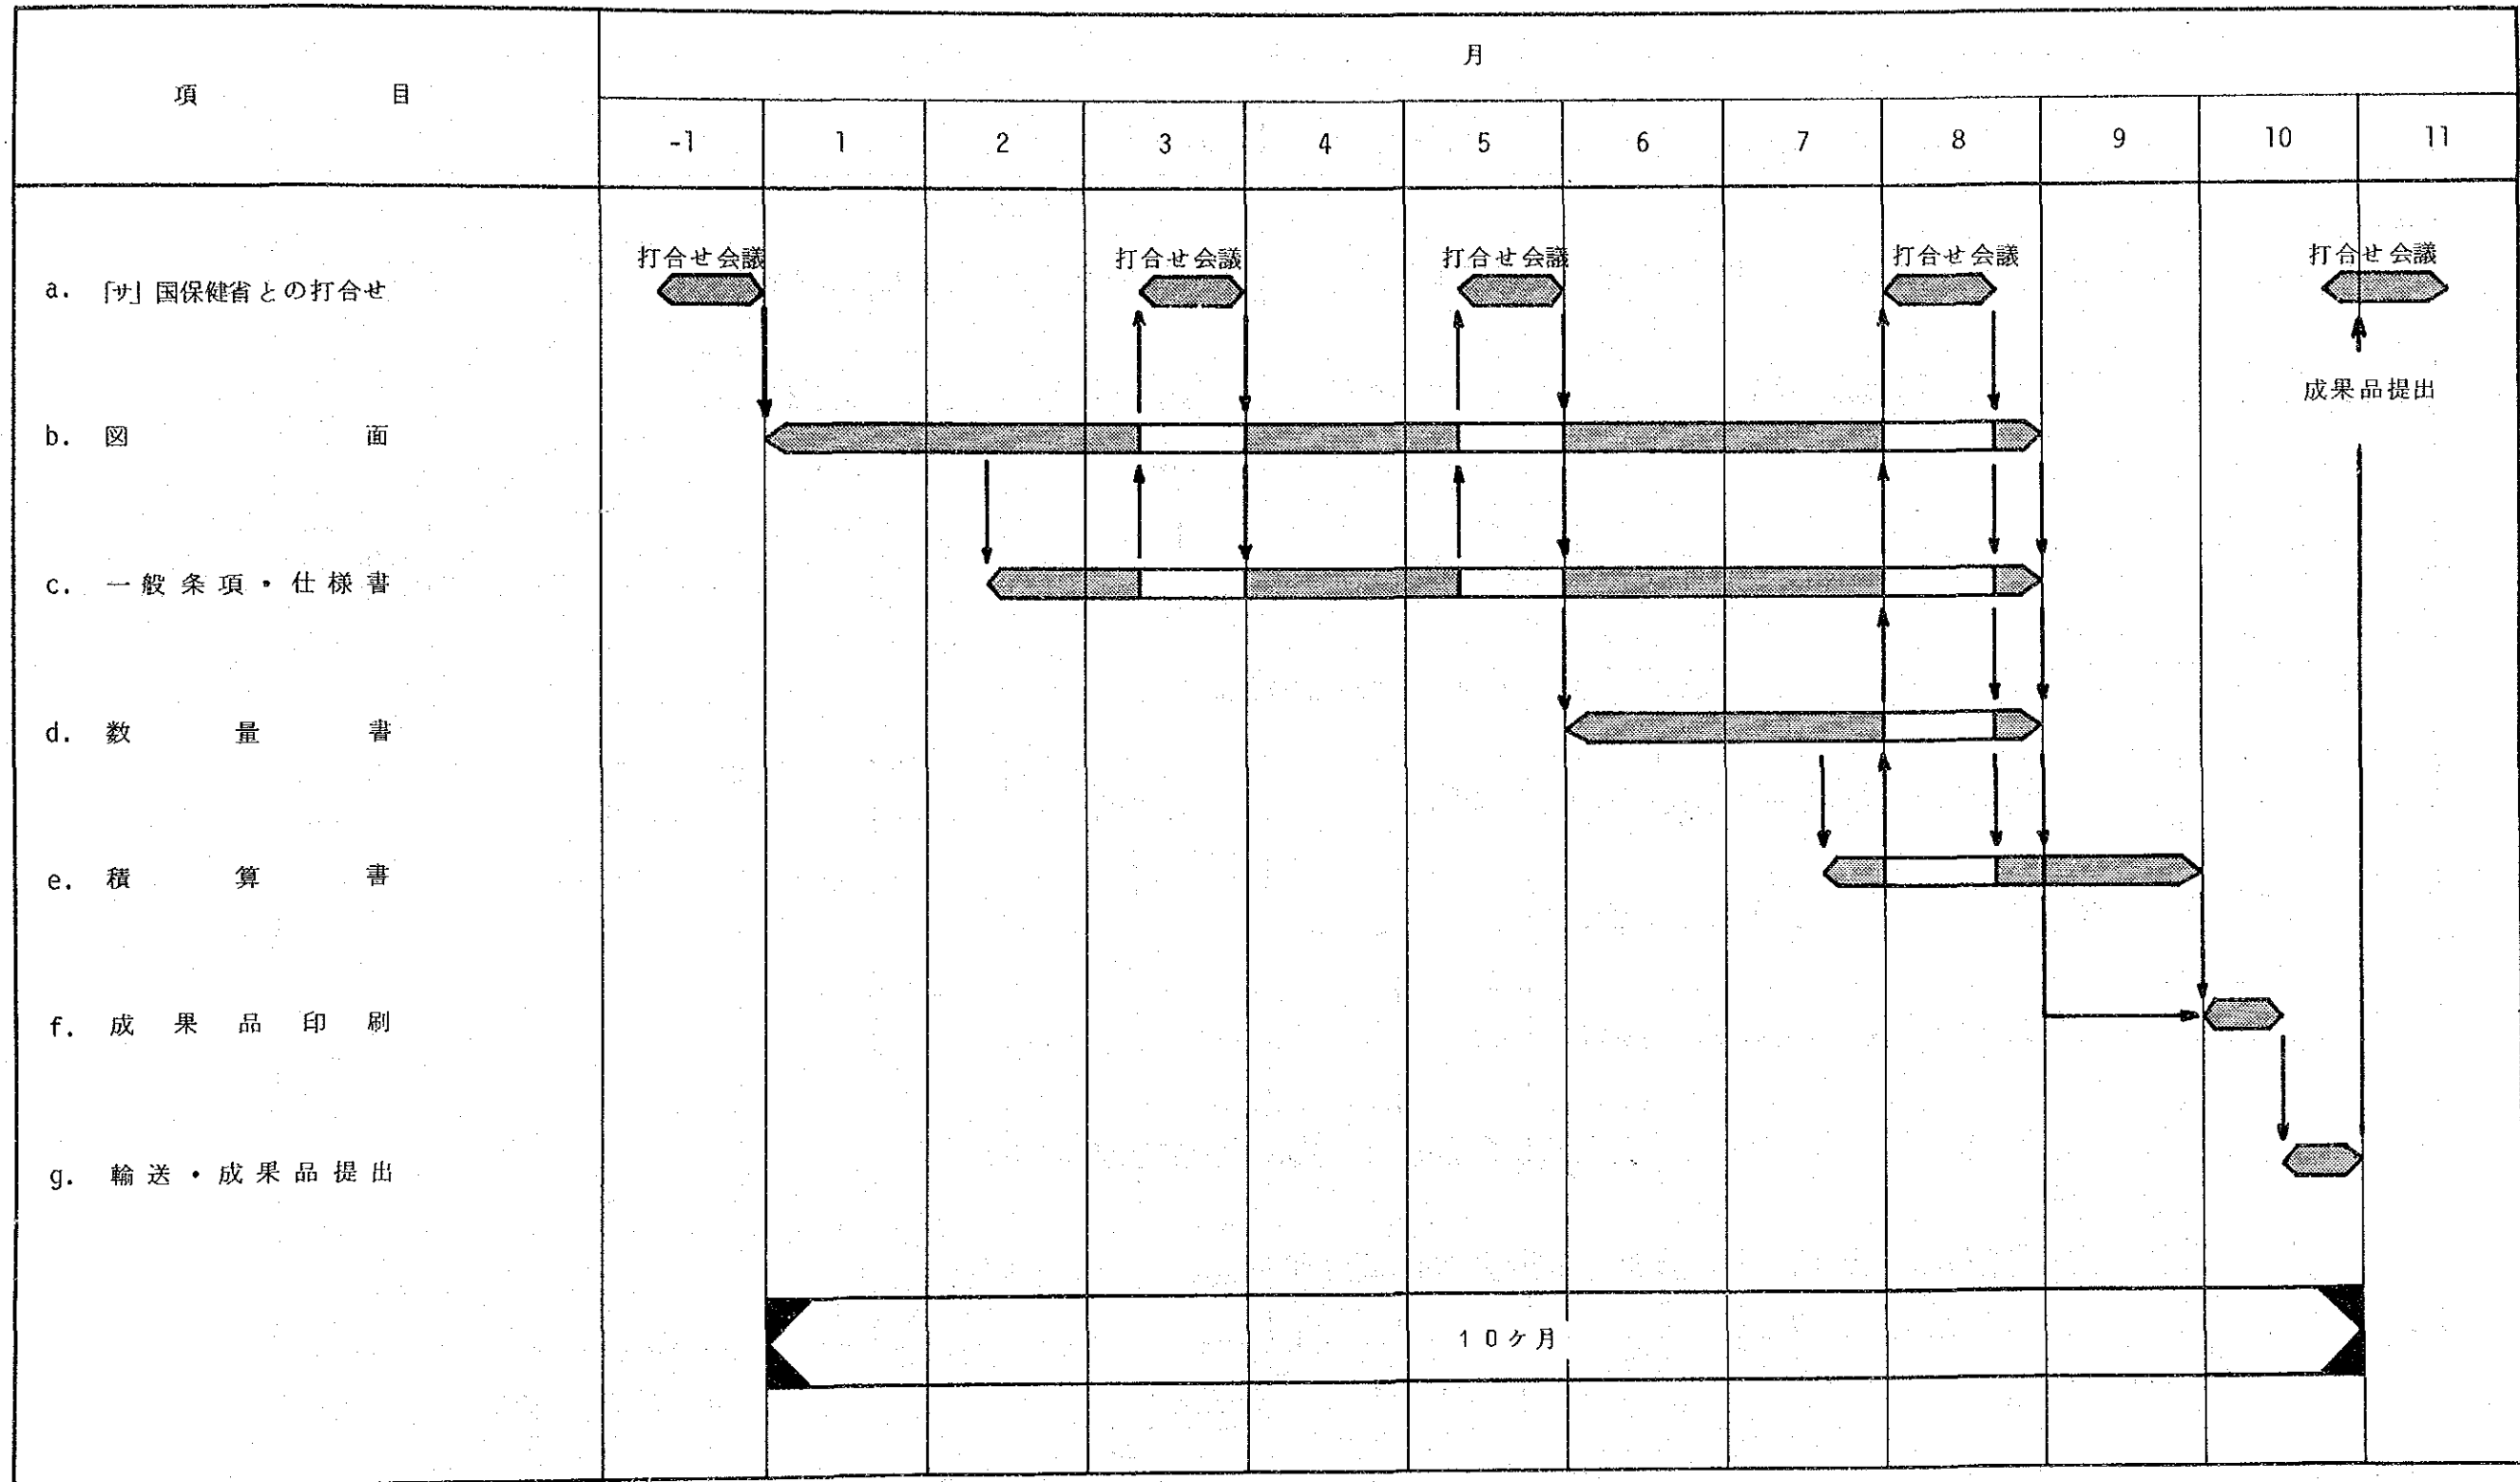 項目
月
-1 1 2 3 4 5 6 7 8 9 10 11
打合せ会議 打合せ会議 打合せ会議 打合せ会議 打合せ会議
a. 「サ」国保健省との打合せ
成果品提出
b. 図面
c. 一般条項・仕様書
d. 数量書
e. 積算書
f. 成果品印刷
g. 輸送・成果品提出
10ケ月